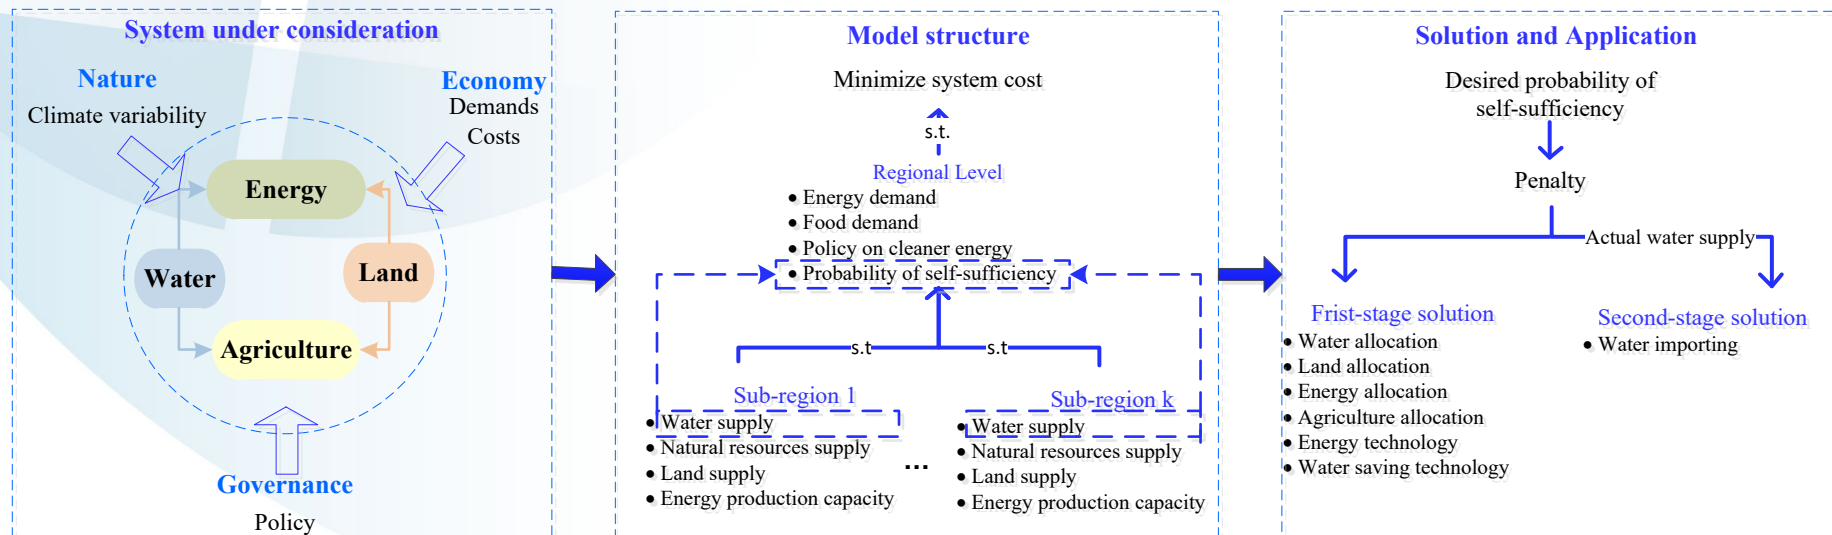 System under consideration
Nature
Climate variability
Economy
Demands
Costs
Energy
Water
Land
Agriculture
Governance
Policy
Model structure
Minimize system cost
s.t.
Regional Level
• Energy demand
• Food demand
• Policy on cleaner energy
• Probability of self-sufficiency
s.t
s.t
Sub-region 1
• Water supply
• Natural resources supply
• Land supply
• Energy production capacity
...
Sub-region k
• Water supply
• Natural resources supply
• Land supply
• Energy production capacity
Solution and Application
Desired probability of
self-sufficiency
Penalty
Actual water supply
Frist-stage solution
• Water allocation
• Land allocation
• Energy allocation
• Agriculture allocation
• Energy technology
• Water saving technology
Second-stage solution
• Water importing